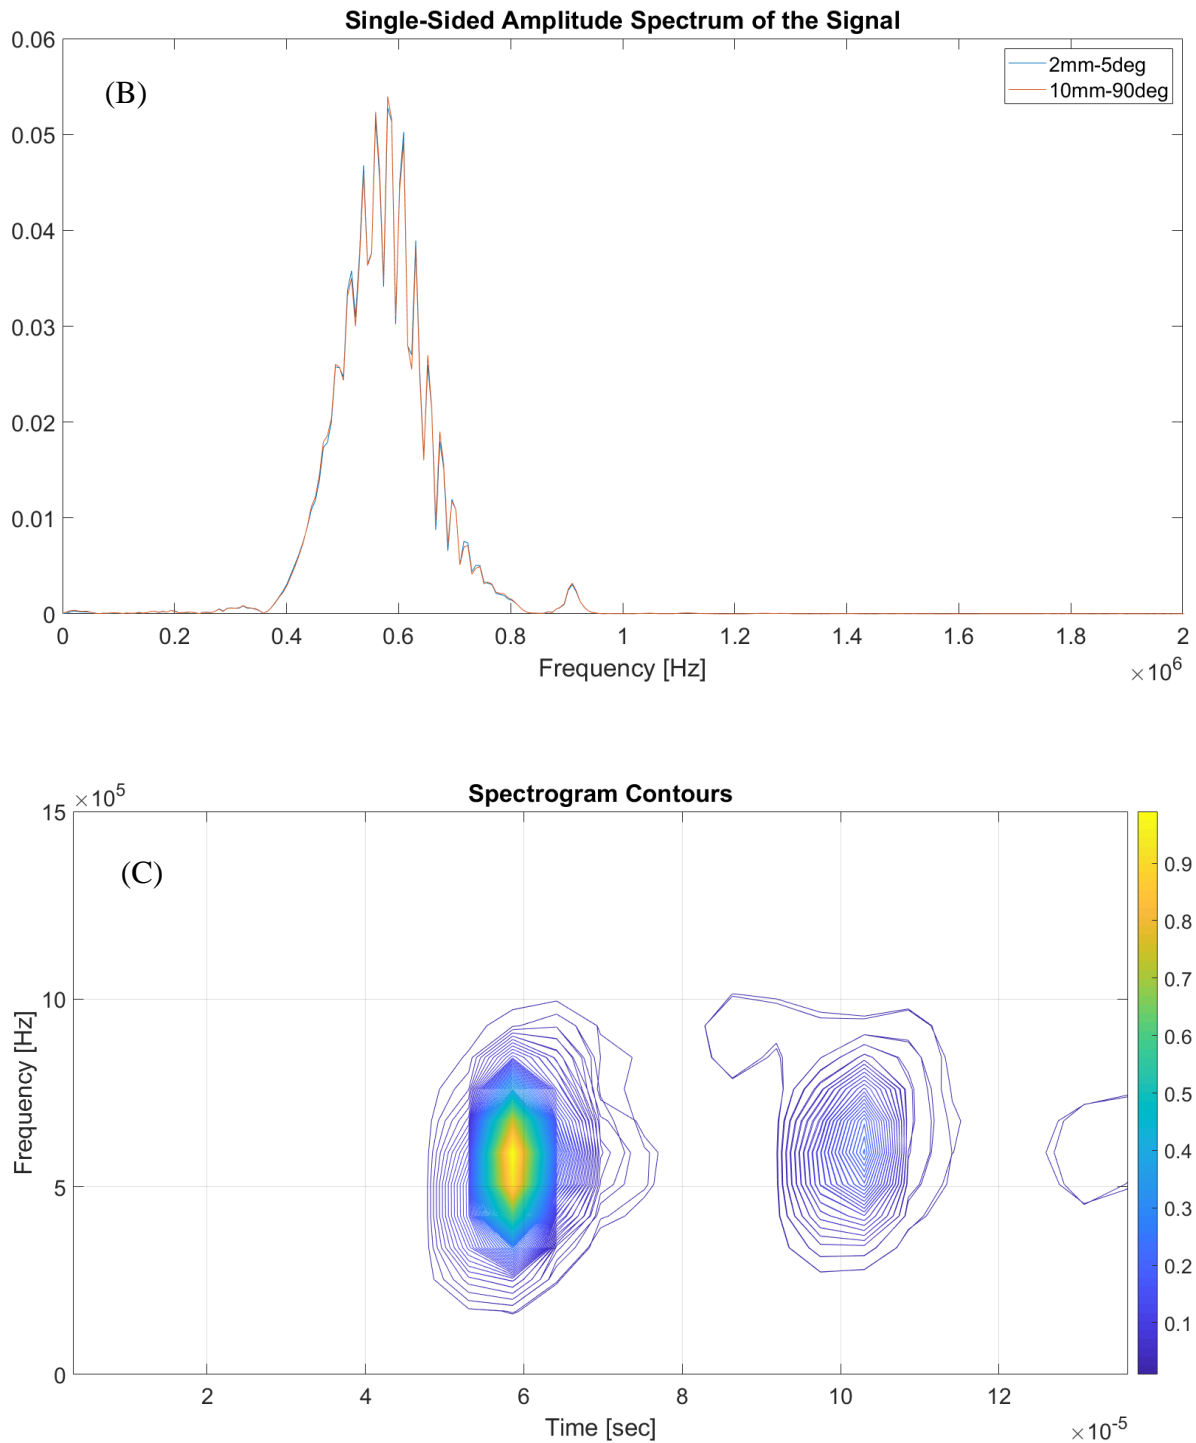 Single-Sided Amplitude Spectrum of the Signal
0.06
(B)
2mm-5deg
10mm-90deg
0.05
0.04
0.03
0.02
0.01
0
0 0.2 0.4 0.6 0.8 1 1.2 1.4 1.6 1.8 2
Frequency [Hz]
×10⁶
Spectrogram Contours
15 ×10⁵
(C)
10
5
0
Frequency [Hz]
0.9
0.8
0.7
0.6
0.5
0.4
0.3
0.2
0.1
2 4 6 8 10 12
Time [sec]
×10⁻⁵